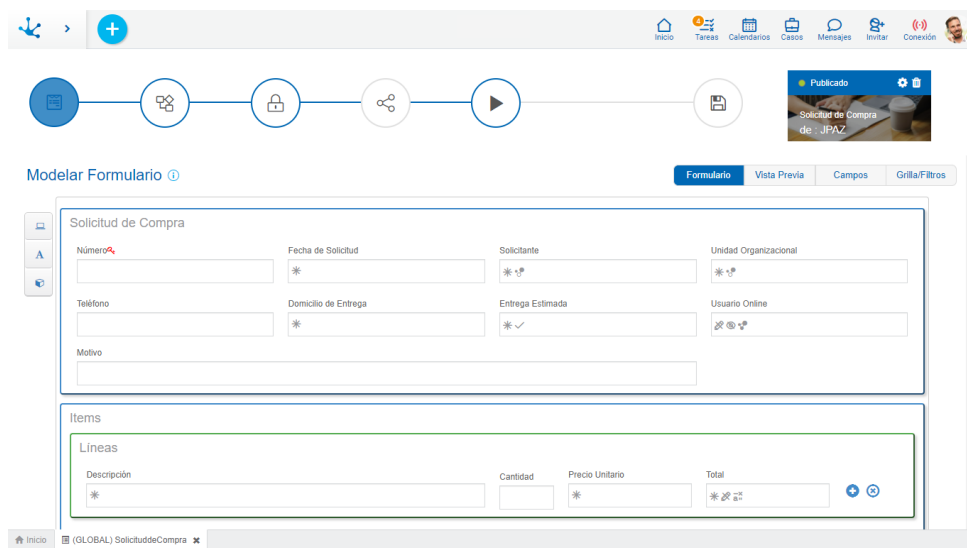 4
Inicio Tareas Calendarios Casos Mensajes Invitar Conexión
Publicado
Solicitud de Compra
de : JPAZ
Modelar Formulario
Formulario Vista Previa Campos Grilla/Filtros
A
Solicitud de Compra
Número Fecha de Solicitud Solicitante Unidad Organizacional
Teléfono Domicilio de Entrega Entrega Estimada Usuario Online
Motivo
Items
Líneas
Descripción Cantidad Precio Unitario Total
Inicio (GLOBAL) SolicituddeCompra